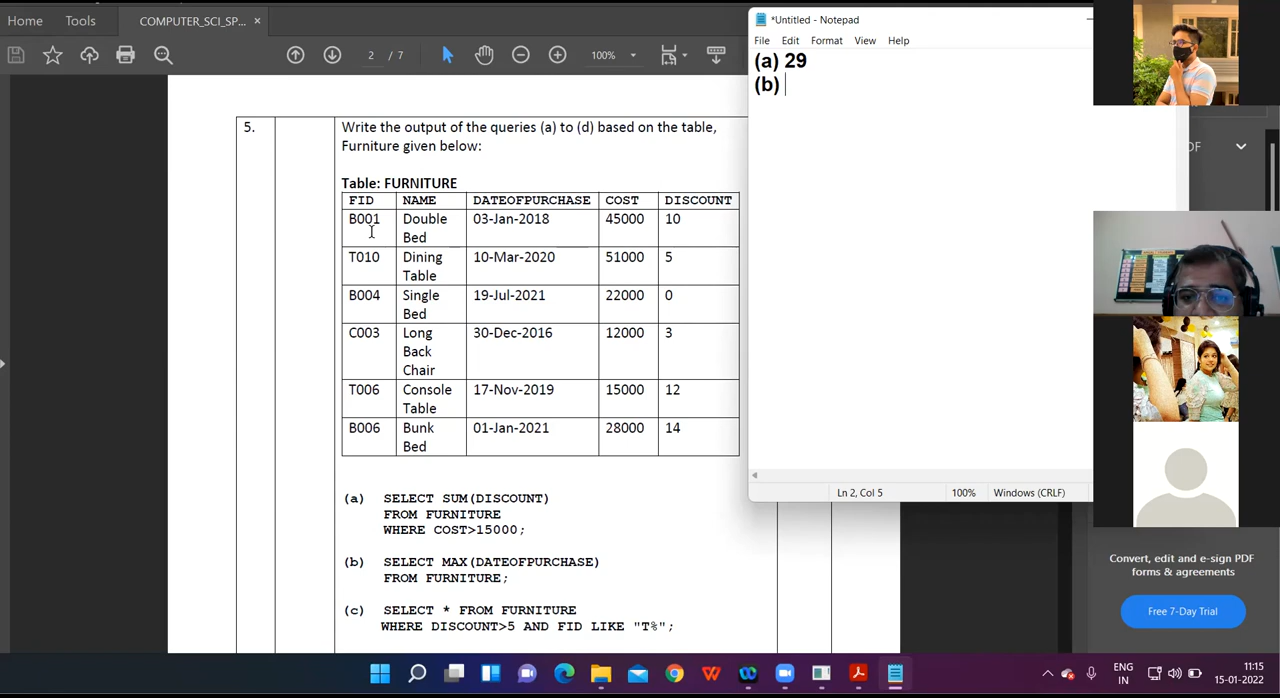 Home Tools COMPUTER_SCI_SP... ×
2 / 7 100%
5.
Write the output of the queries (a) to (d) based on the table,
Furniture given below:
Table: FURNITURE
FID NAME DATEOFPURCHASE COST DISCOUNT
B001 Double Bed 03-Jan-2018 45000 10
T010 Dining Table 10-Mar-2020 51000 5
B004 Single Bed 19-Jul-2021 22000 0
C003 Long Back Chair 30-Dec-2016 12000 3
T006 Console Table 17-Nov-2019 15000 12
B006 Bunk Bed 01-Jan-2021 28000 14
(a) SELECT SUM(DISCOUNT)
FROM FURNITURE
WHERE COST>15000;
(b) SELECT MAX(DATEOFPURCHASE)
FROM FURNITURE;
(c) SELECT * FROM FURNITURE
WHERE DISCOUNT>5 AND FID LIKE "T%";
*Untitled - Notepad
File Edit Format View Help
(a) 29
(b)
Ln 2, Col 5 100% Windows (CRLF)
DF
Convert, edit and e-sign PDF
forms & agreements
Free 7-Day Trial
ENG
IN
11:15
15-01-2022